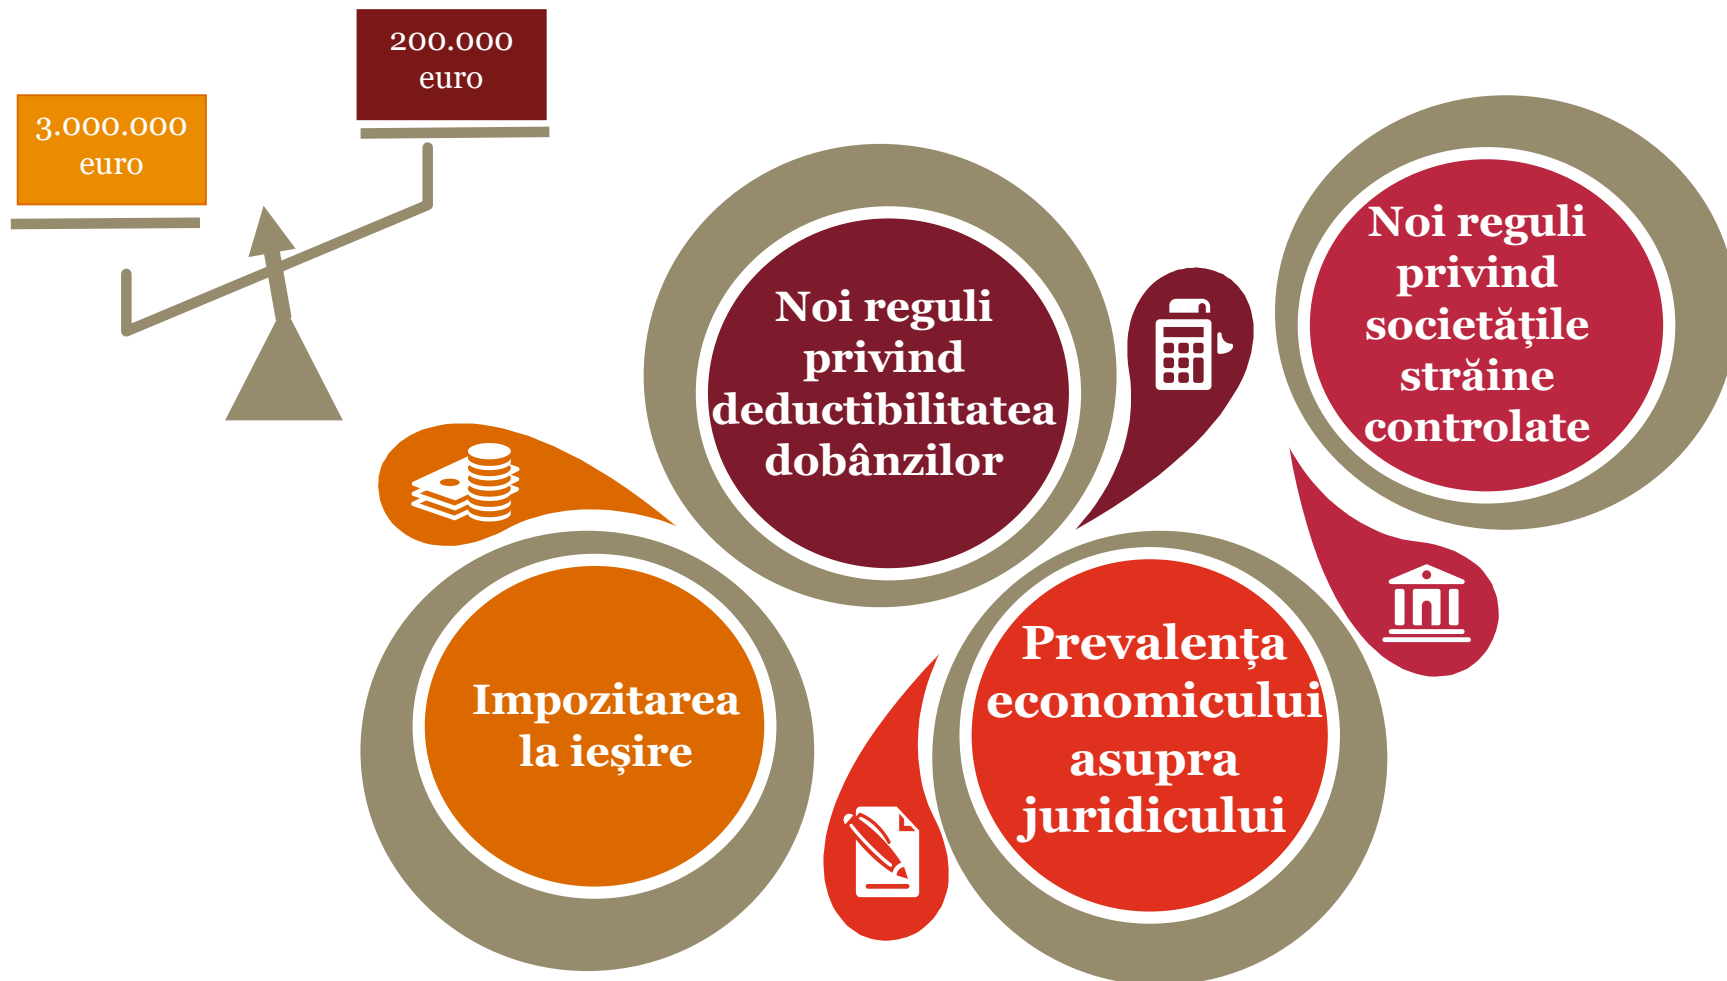 200.000
euro
3.000.000
euro
Noi reguli
privind
deductibilitatea
dobânzilor
Noi reguli
privind
societățile
străine
controlate
Impozitarea
la ieșire
Prevalența
economicului
asupra
juridicului